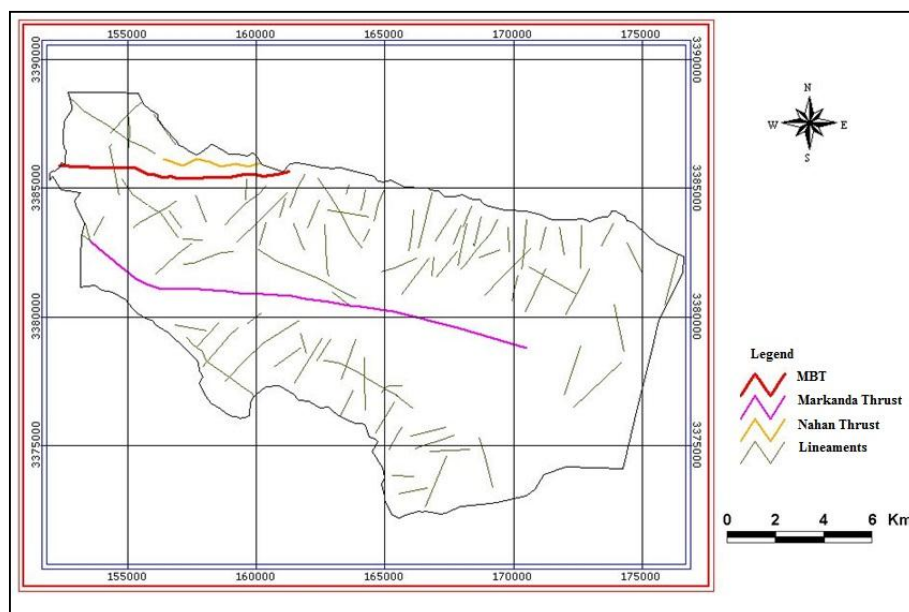 155000 160000 165000 170000 175000
3390000 3390000
N
W E
S
3385000 3385000
3380000 3380000
Legend
MBT
Markanda Thrust
Nahan Thrust
Lineaments
3375000 3375000
0 2 4 6 Km
155000 160000 165000 170000 175000